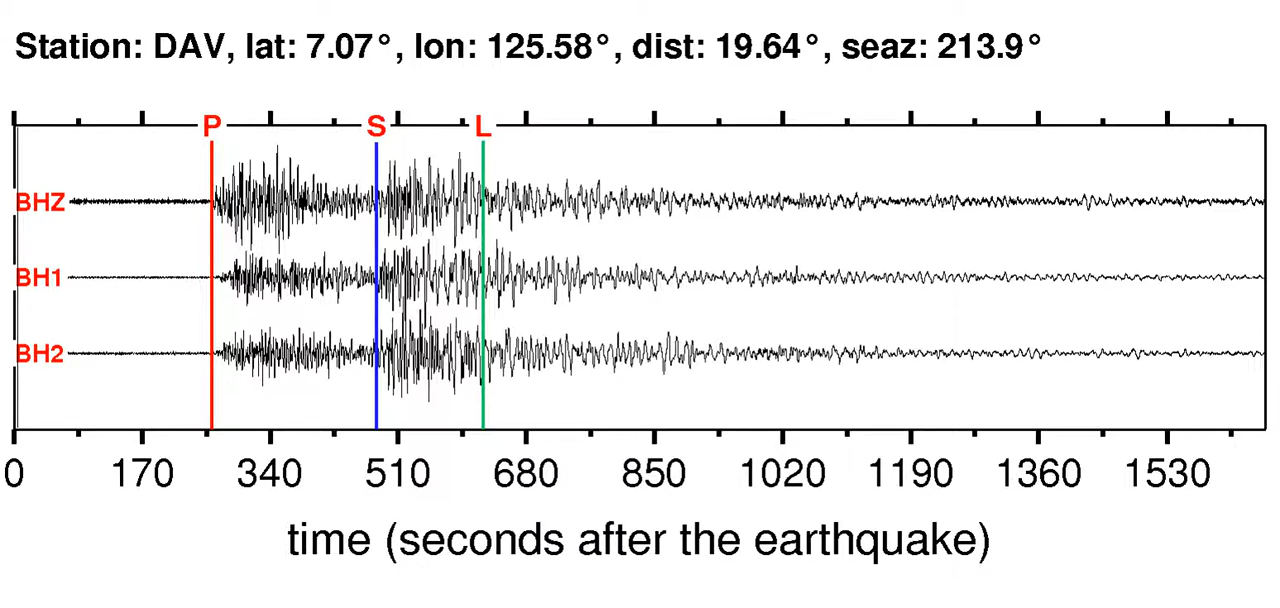 Station: DAV, lat: 7.07°, lon: 125.58°, dist: 19.64°, seaz: 213.9°
P S L
BHZ
BH1
BH2
0 170 340 510 680 850 1020 1190 1360 1530
time (seconds after the earthquake)